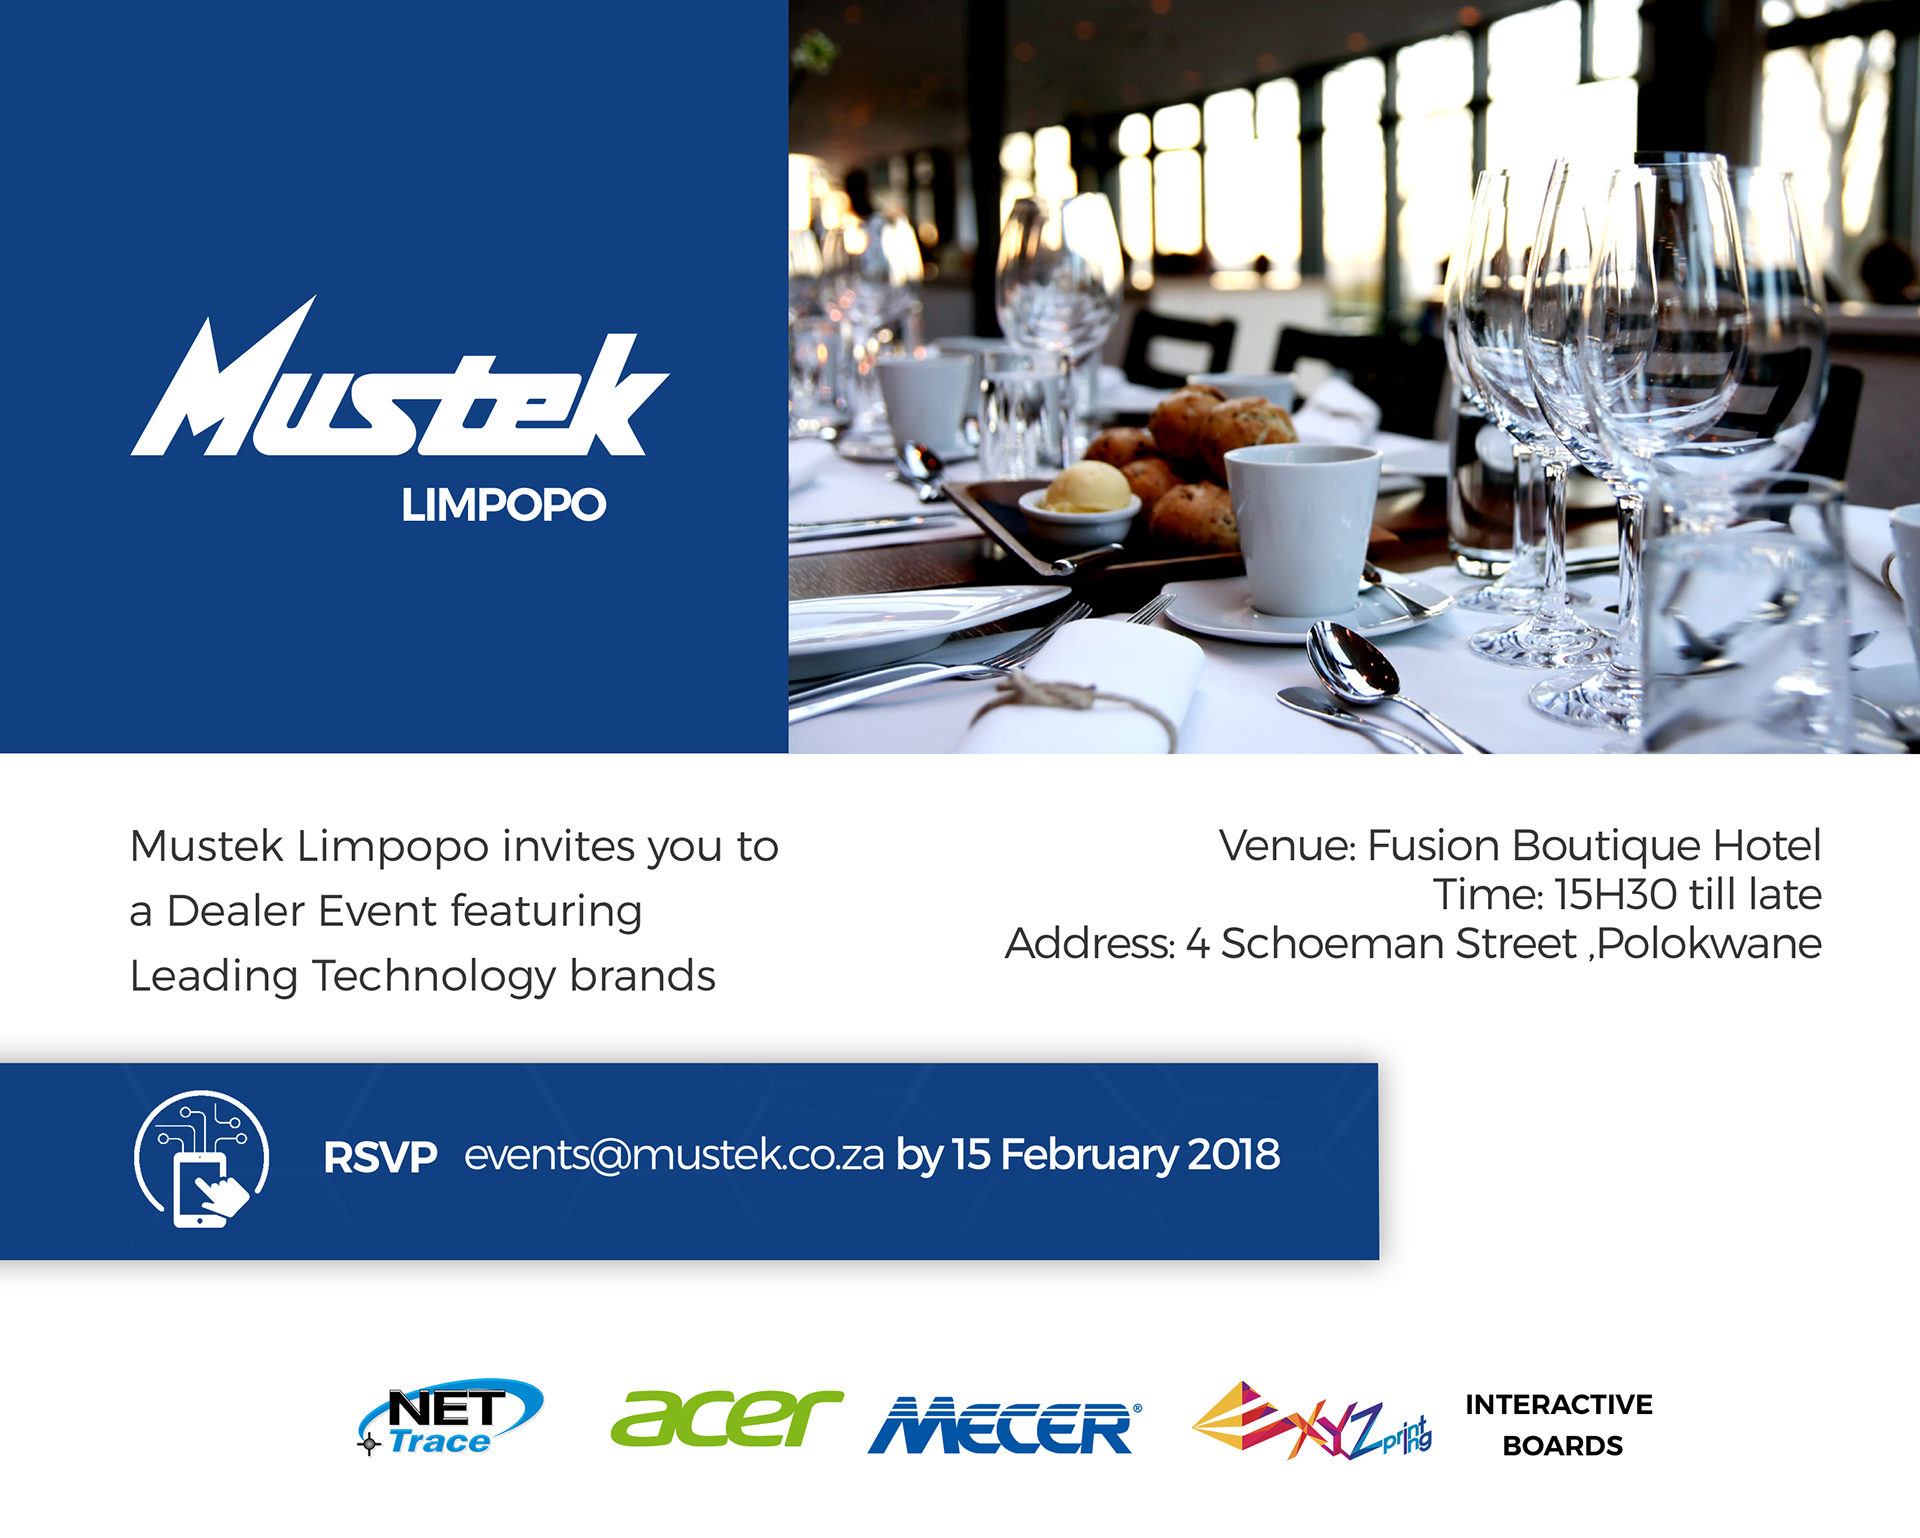 Mustek
LIMPOPO
Mustek Limpopo invites you to
a Dealer Event featuring
Leading Technology brands
Venue: Fusion Boutique Hotel
Time: 15H30 till late
Address: 4 Schoeman Street ,Polokwane
RSVP events@mustek.co.za by 15 February 2018
NET
Trace
acer
MECER®
XYZprinting
INTERACTIVE
BOARDS